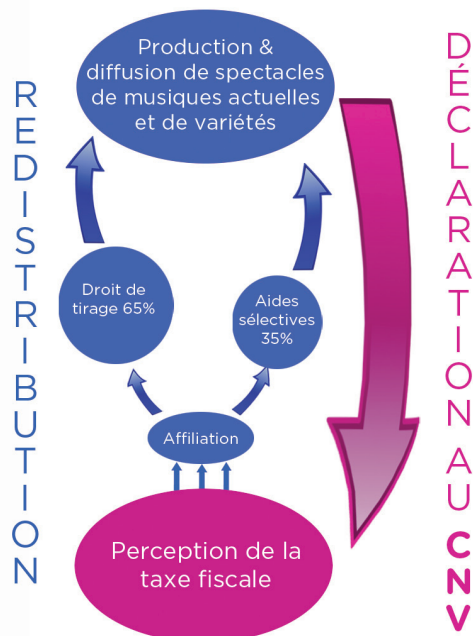 Production &
diffusion de spectacles
de musiques actuelles
et de variétés
REDISTRIBUTION
DÉCLARATION AU CNV
Droit de
tirage 65%
Aides
sélectives
35%
Affiliation
Perception de la
taxe fiscale